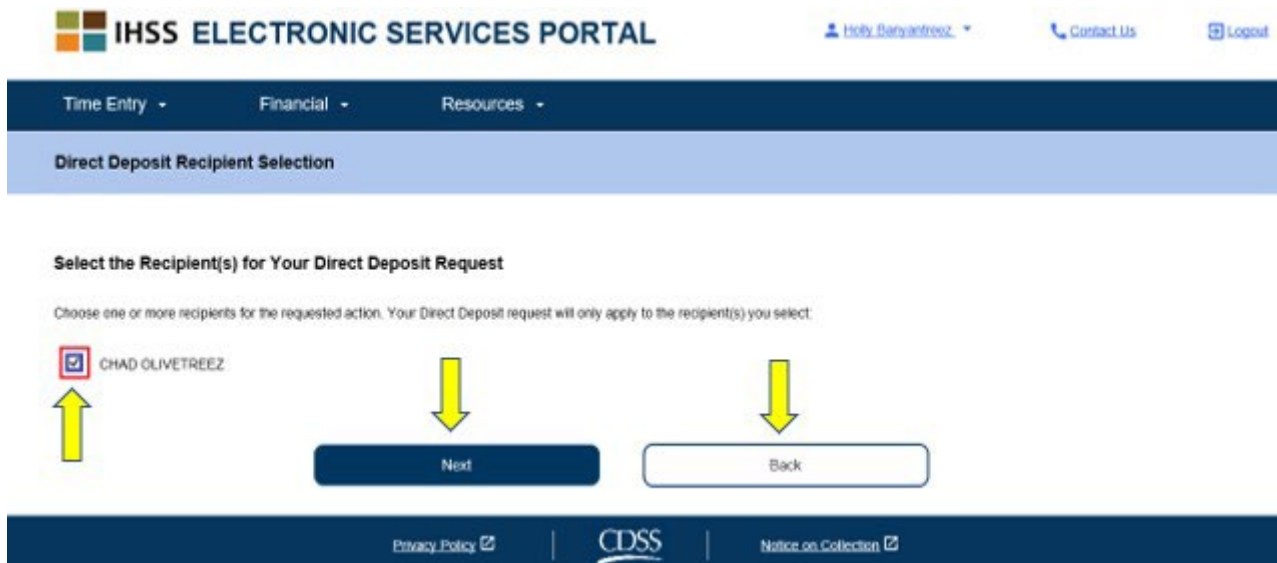 IHSS ELECTRONIC SERVICES PORTAL
Holly Banyantreez
Contact Us
Logout
Time Entry
Financial
Resources
Direct Deposit Recipient Selection
Select the Recipient(s) for Your Direct Deposit Request
Choose one or more recipients for the requested action. Your Direct Deposit request will only apply to the recipient(s) you select:
CHAD OLIVETREEZ
Next
Back
Privacy Policy
CDSS
Notice on Collection